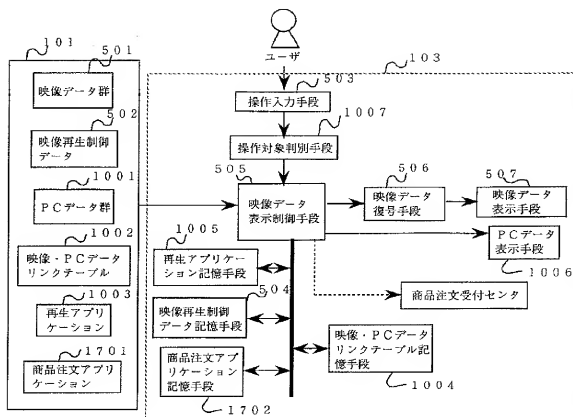 101
501
映像データ群
502
映像再生制御
データ
1001
PCデータ群
1002
映像・PCデータ
リンクテーブル
1003
再生アプリ
ケーション
1701
商品注文アプリ
ケーション
ユーザ
103
503
操作入力手段
1007
操作対象判別手段
505
映像データ
表示制御手段
506
映像データ
復号手段
507
映像データ
表示手段
PCデータ
表示手段
1006
1005
再生アプリケー
ション記憶手段
504
映像再生制御
データ記憶手段
商品注文受付センタ
商品注文アプリ
ケーション
記憶手段
1702
映像・PCデータ
リンクテーブル記
憶手段
1004